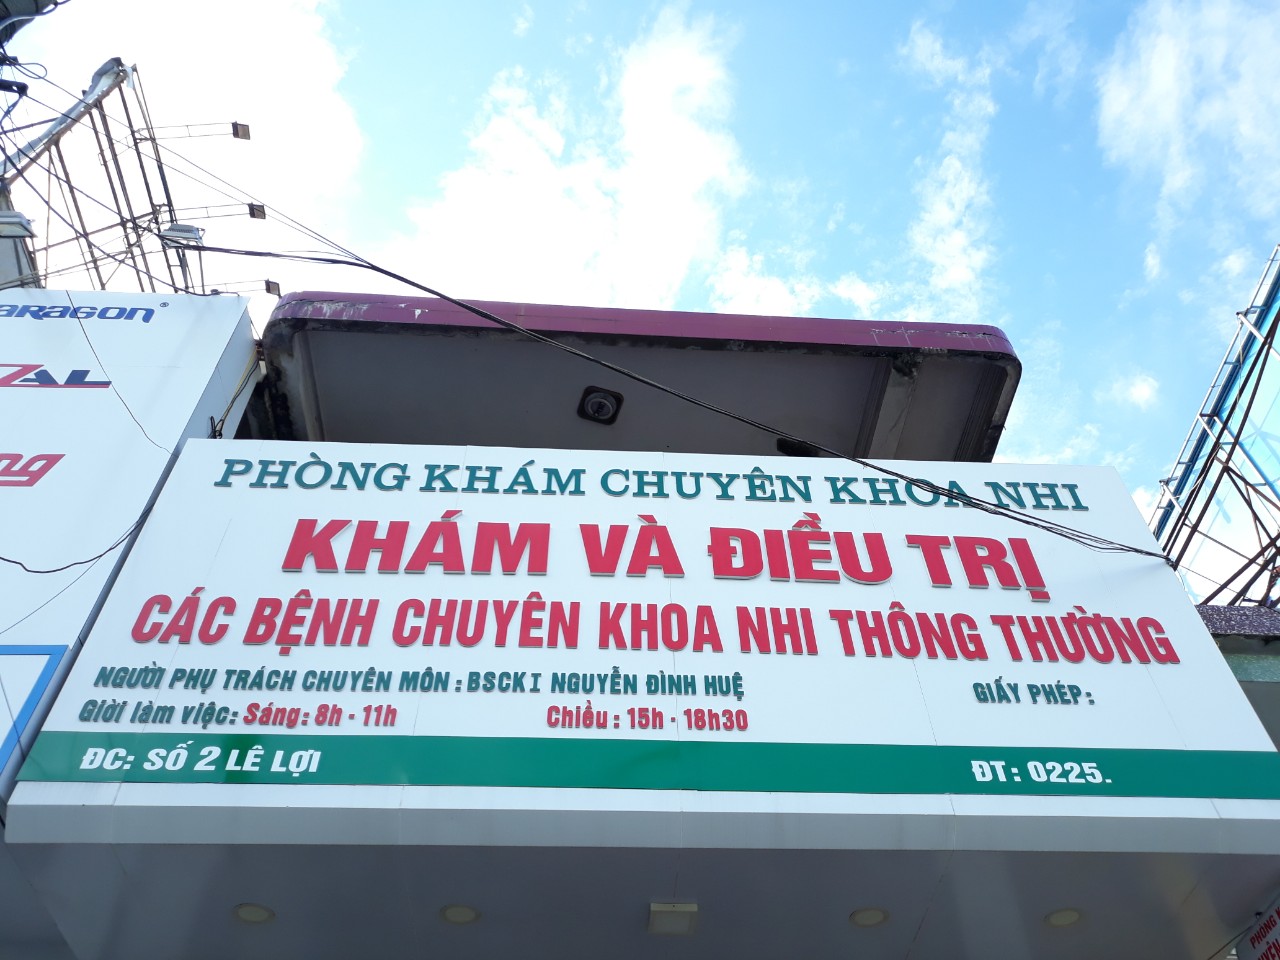 PHÒNG KHÁM CHUYÊN KHOA NHI
KHÁM VÀ ĐIỀU TRỊ
CÁC BỆNH CHUYÊN KHOA NHI THÔNG THƯỜNG
NGƯỜI PHỤ TRÁCH CHUYÊN MÔN : BSCK I NGUYỄN ĐÌNH HUỆ
GIẤY PHÉP :
Giời làm việc: Sáng : 8h - 11h Chiều : 15h - 18h30
ĐC: SỐ 2 LÊ LỢI
ĐT : 0225.